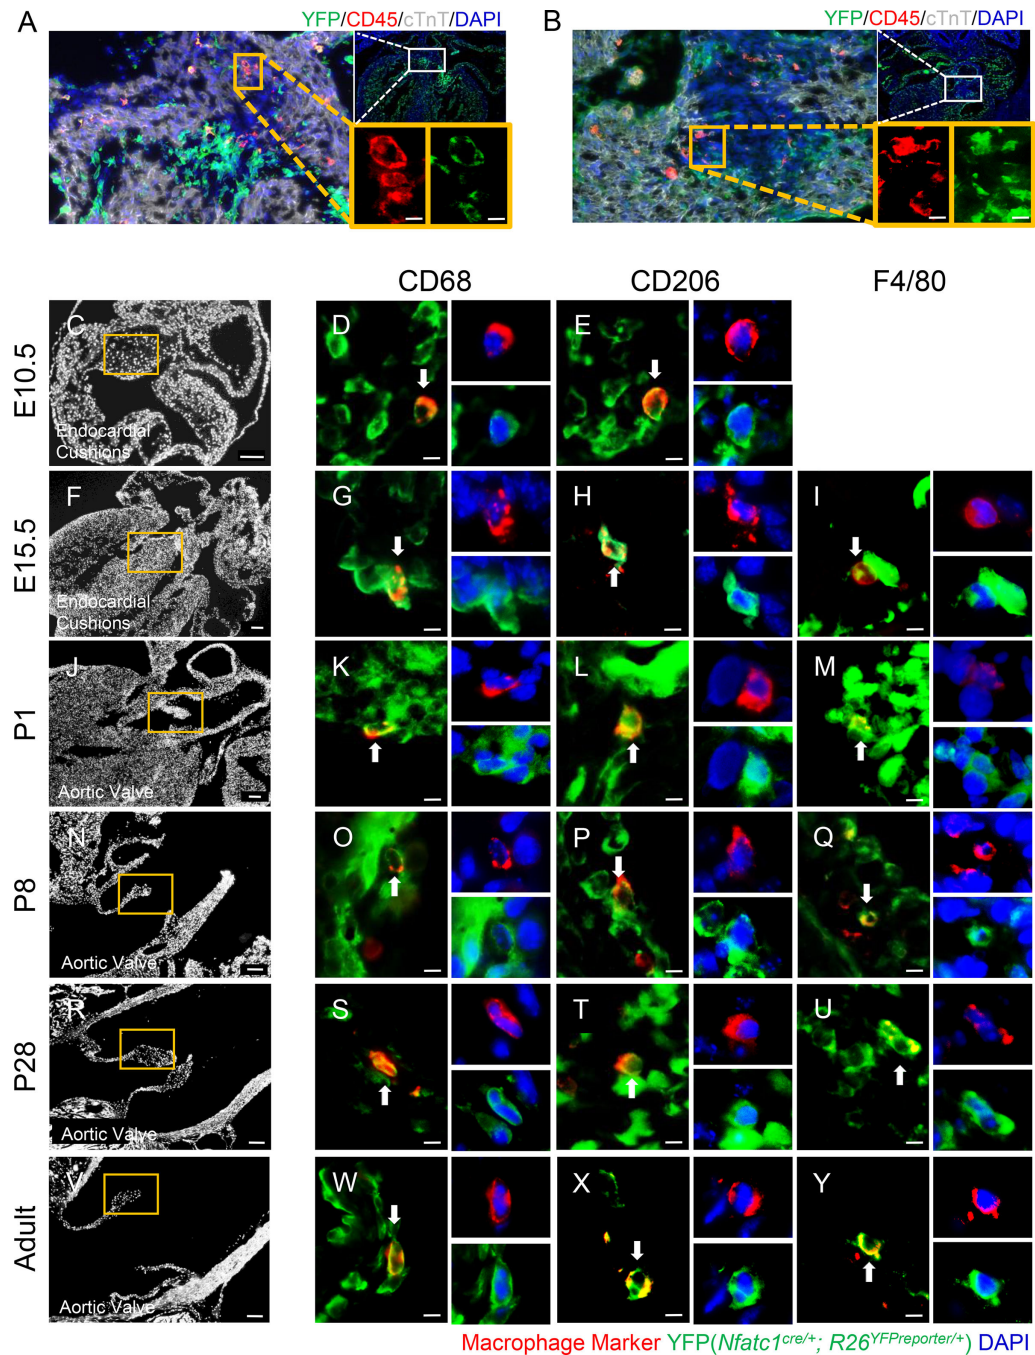 A
YFP/CD45/cTnT/DAPI
B
YFP/CD45/cTnT/DAPI
CD68
CD206
F4/80
E10.5
C
Endocardial
Cushions
D
E
E15.5
F
Endocardial
Cushions
G
H
I
P1
J
Aortic Valve
K
L
M
P8
N
Aortic Valve
O
P
Q
P28
R
Aortic Valve
S
T
U
Adult
V
Aortic Valve
W
X
Y
Macrophage Marker YFP(Nfatc1cre/+; R26YFPreporter/+) DAPI